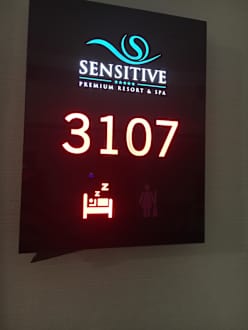 SENSITIVE
PREMIUM RESORT & SPA
3107
z
z